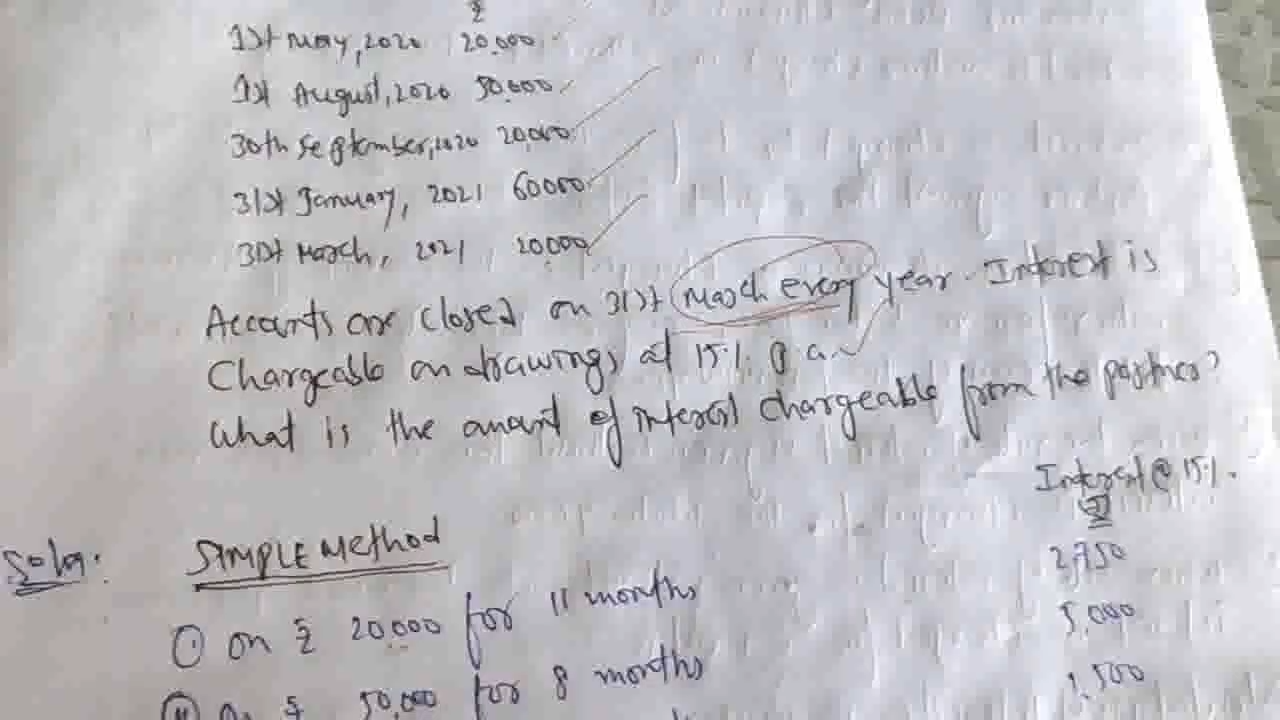 ₹
1st May, 2020 20,000
1st August, 2020 50,000
30th September, 2020 20,000
31st January, 2021 60000
31st March, 2021 20,000
Accounts are closed on 31st March every year. Interest is
Chargeable on drawings at 15% p a.
What is the amount of interest chargeable from the partner?
Interest @ 15%.
₹
Soln. SIMPLE Method
(i) on ₹ 20,000 for 11 months 2,750
(ii) On ₹ 50,000 for 8 months 5,000
1,500